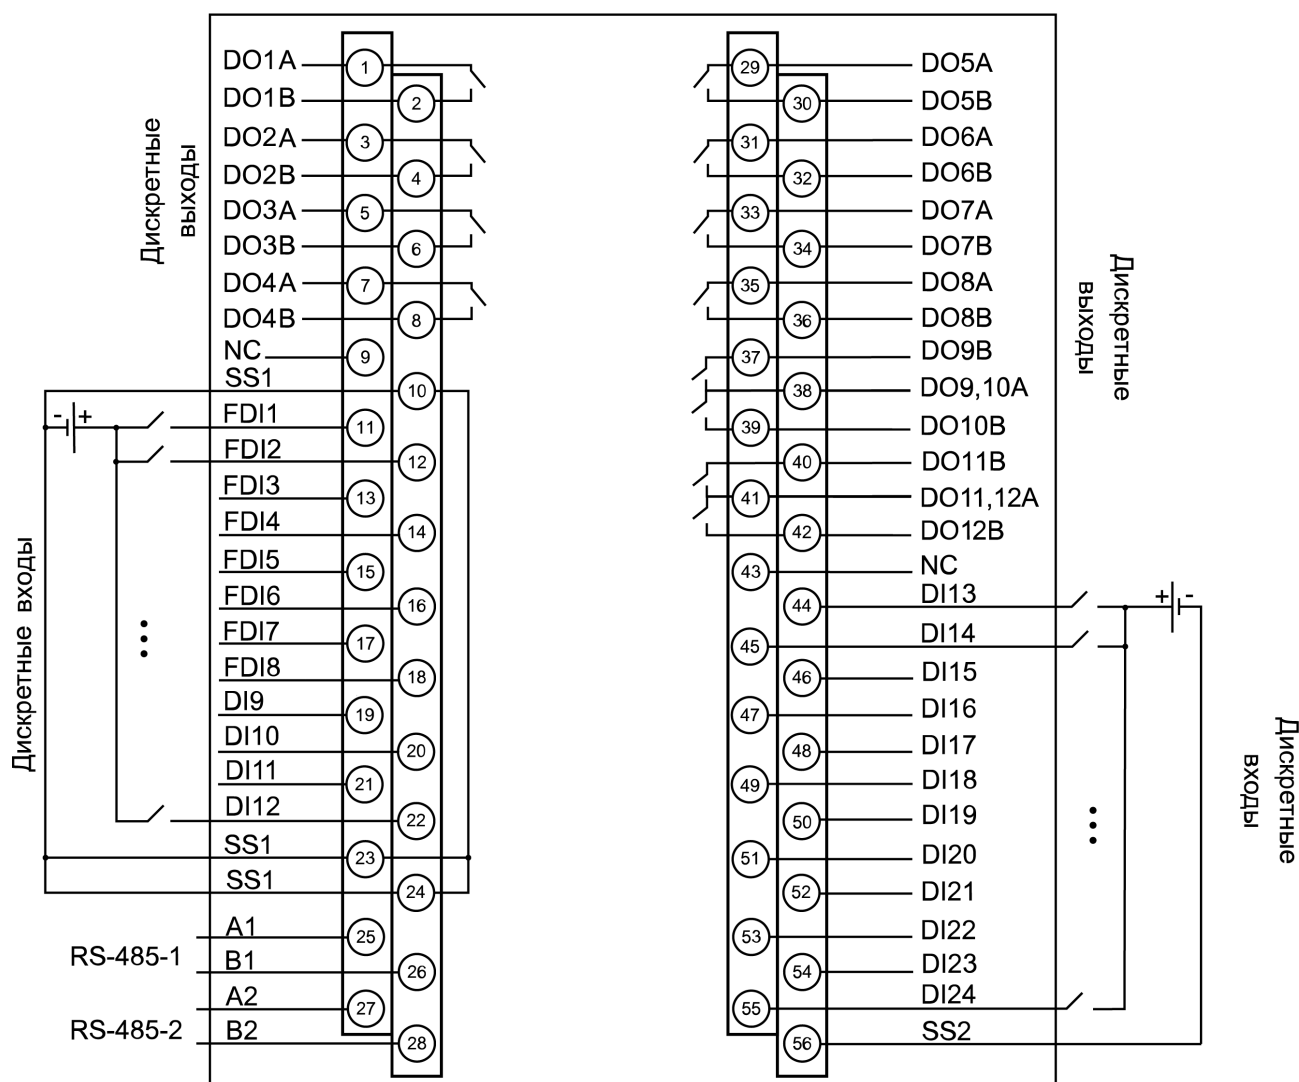 Дискретные
выходы
DO1A 1
DO1B 2
DO2A 3
DO2B 4
DO3A 5
DO3B 6
DO4A 7
DO4B 8
NC 9
SS1 10
- +
FDI1 11
FDI2 12
FDI3 13
FDI4 14
FDI5 15
FDI6 16
FDI7 17
FDI8 18
DI9 19
DI10 20
DI11 21
DI12 22
SS1 23
SS1 24
Дискретные входы
RS-485-1
A1 25
B1 26
RS-485-2
A2 27
B2 28
29 DO5A
30 DO5B
31 DO6A
32 DO6B
33 DO7A
34 DO7B
35 DO8A
36 DO8B
37 DO9B
38 DO9,10A
39 DO10B
40 DO11B
41 DO11,12A
42 DO12B
43 NC
Дискретные
выходы
44 DI13
+ -
45 DI14
46 DI15
47 DI16
48 DI17
49 DI18
50 DI19
51 DI20
52 DI21
53 DI22
54 DI23
55 DI24
56 SS2
Дискретные
входы